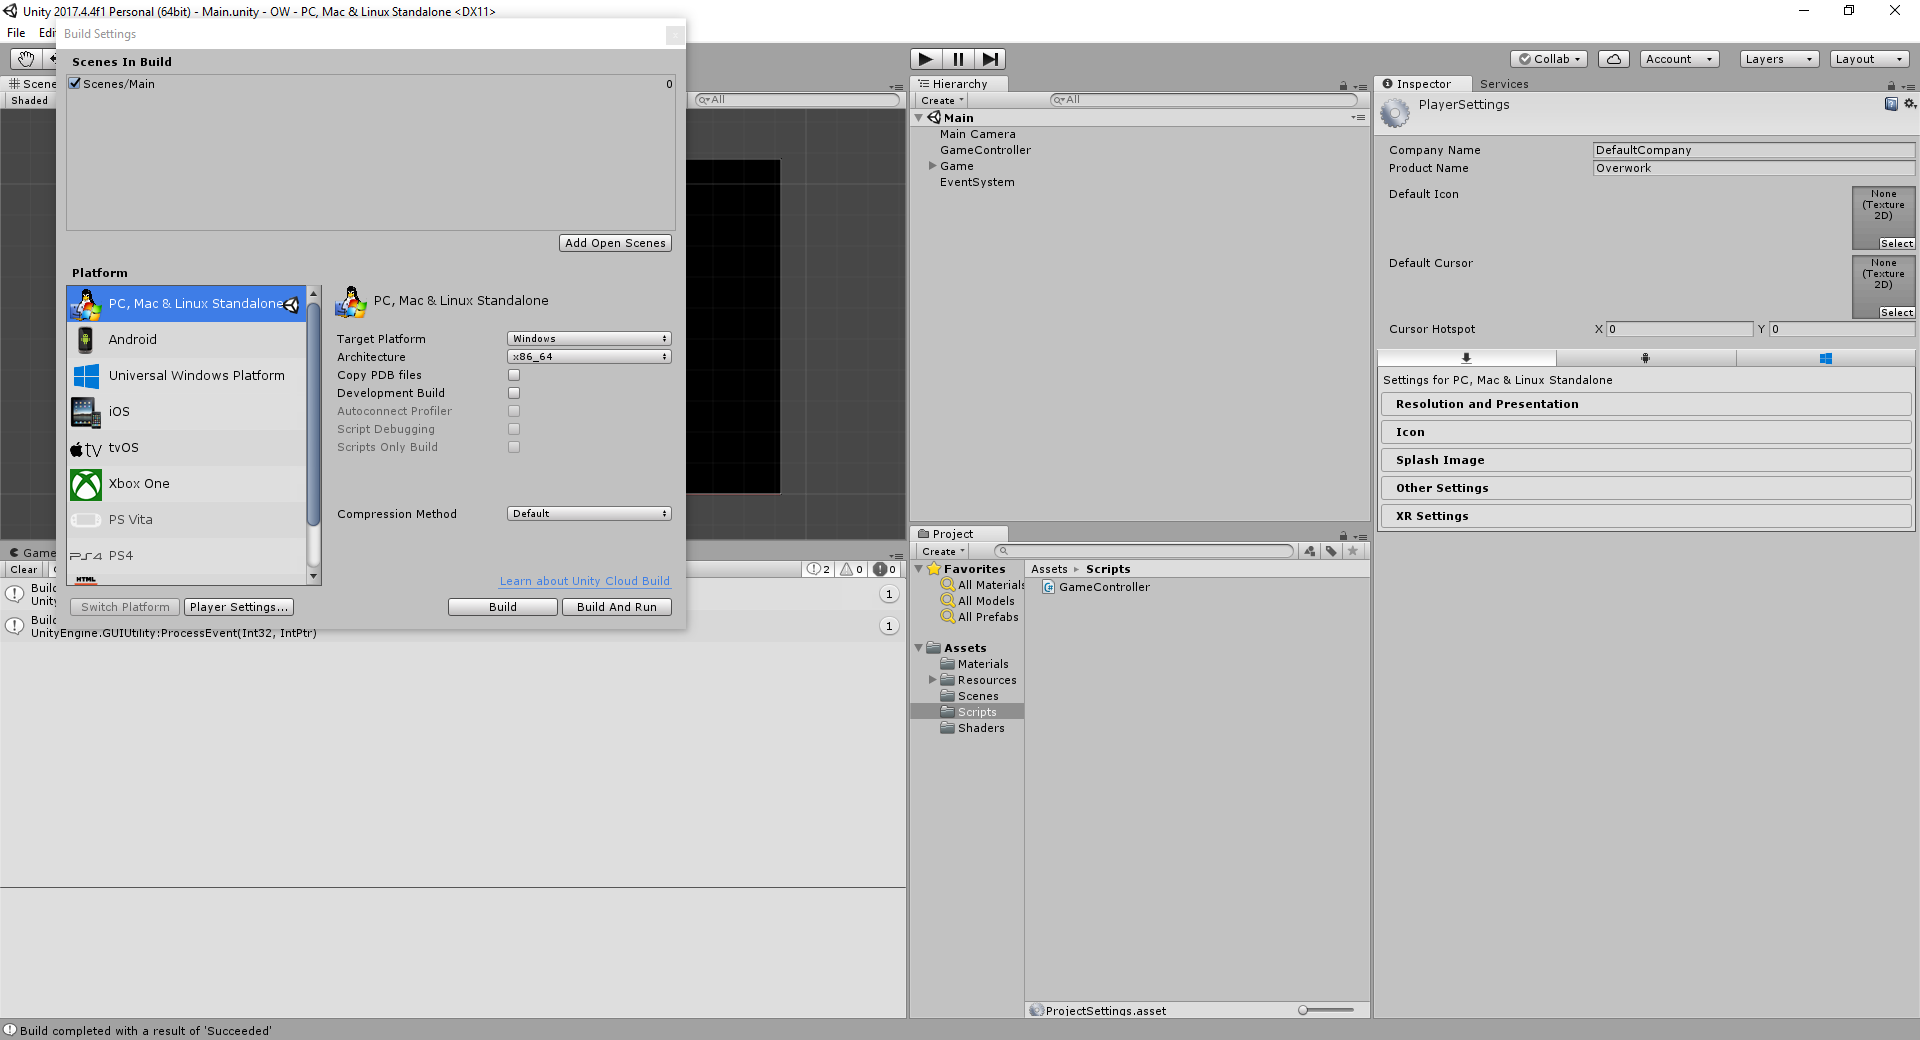 Unity 2017.4.4f1 Personal (64bit) - Main.unity - OW - PC, Mac & Linux Standalone <DX11>
File
Build Settings
Scenes In Build
Scenes/Main
0
Add Open Scenes
Platform
PC, Mac & Linux Standalone
Android
Universal Windows Platform
iOS
tv tvOS
Xbox One
PS Vita
PS4 PS4
HTML
Switch Platform
Player Settings...
PC, Mac & Linux Standalone
Target Platform Windows
Architecture x86_64
Copy PDB files
Development Build
Autoconnect Profiler
Script Debugging
Scripts Only Build
Compression Method Default
Learn about Unity Cloud Build
Build
Build And Run
Scene
Shaded
All
Game
Clear
2 0 0
Build
1
UnityEngine.GUIUtility:ProcessEvent(Int32, IntPtr)
1
Build completed with a result of 'Succeeded'
Collab
Account
Layers
Layout
Hierarchy
Create
All
Main
Main Camera
GameController
Game
EventSystem
Project
Create
Favorites
All Materials
All Models
All Prefabs
Assets
Materials
Resources
Scenes
Scripts
Shaders
Assets Scripts
GameController
ProjectSettings.asset
Inspector
Services
PlayerSettings
Company Name DefaultCompany
Product Name Overwork
Default Icon
None
(Texture
2D)
Select
Default Cursor
None
(Texture
2D)
Select
Cursor Hotspot X 0 Y 0
Settings for PC, Mac & Linux Standalone
Resolution and Presentation
Icon
Splash Image
Other Settings
XR Settings